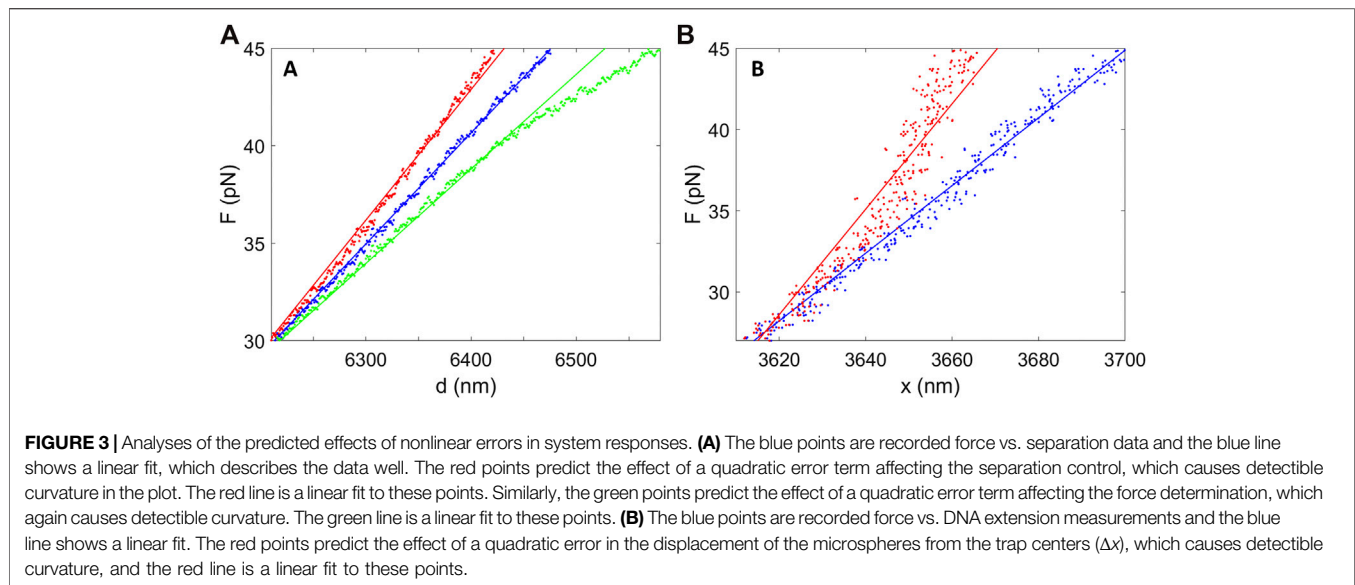 A
B
A
B
45
40
35
30
F (pN)
6300
6400
6500
d (nm)
45
40
35
30
F (pN)
3620
3640
3660
3680
3700
x (nm)
FIGURE 3 | Analyses of the predicted effects of nonlinear errors in system responses. (A) The blue points are recorded force vs. separation data and the blue line
shows a linear fit, which describes the data well. The red points predict the effect of a quadratic error term affecting the separation control, which causes detectible
curvature in the plot. The red line is a linear fit to these points. Similarly, the green points predict the effect of a quadratic error term affecting the force determination, which
again causes detectible curvature. The green line is a linear fit to these points. (B) The blue points are recorded force vs. DNA extension measurements and the blue
line shows a linear fit. The red points predict the effect of a quadratic error in the displacement of the microspheres from the trap centers (Δx), which causes detectible
curvature, and the red line is a linear fit to these points.